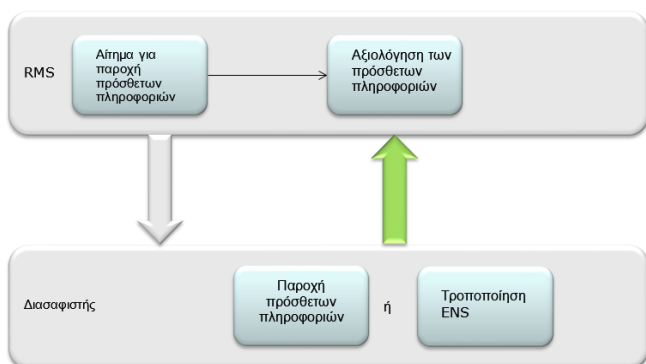 RMS
Αίτημα για
παροχή
πρόσθετων
πληροφοριών
Αξιολόγηση των
πρόσθετων
πληροφοριών
Διασαφιστής
Παροχή
πρόσθετων
πληροφοριών
ή
Τροποποίηση
ENS